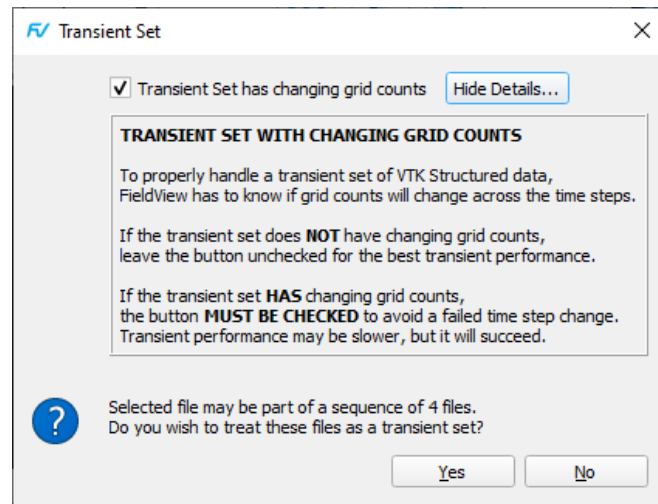 FV Transient Set
Transient Set has changing grid counts Hide Details...
TRANSIENT SET WITH CHANGING GRID COUNTS
To properly handle a transient set of VTK Structured data,
FieldView has to know if grid counts will change across the time steps.
If the transient set does NOT have changing grid counts,
leave the button unchecked for the best transient performance.
If the transient set HAS changing grid counts,
the button MUST BE CHECKED to avoid a failed time step change.
Transient performance may be slower, but it will succeed.
?
Selected file may be part of a sequence of 4 files.
Do you wish to treat these files as a transient set?
Yes No